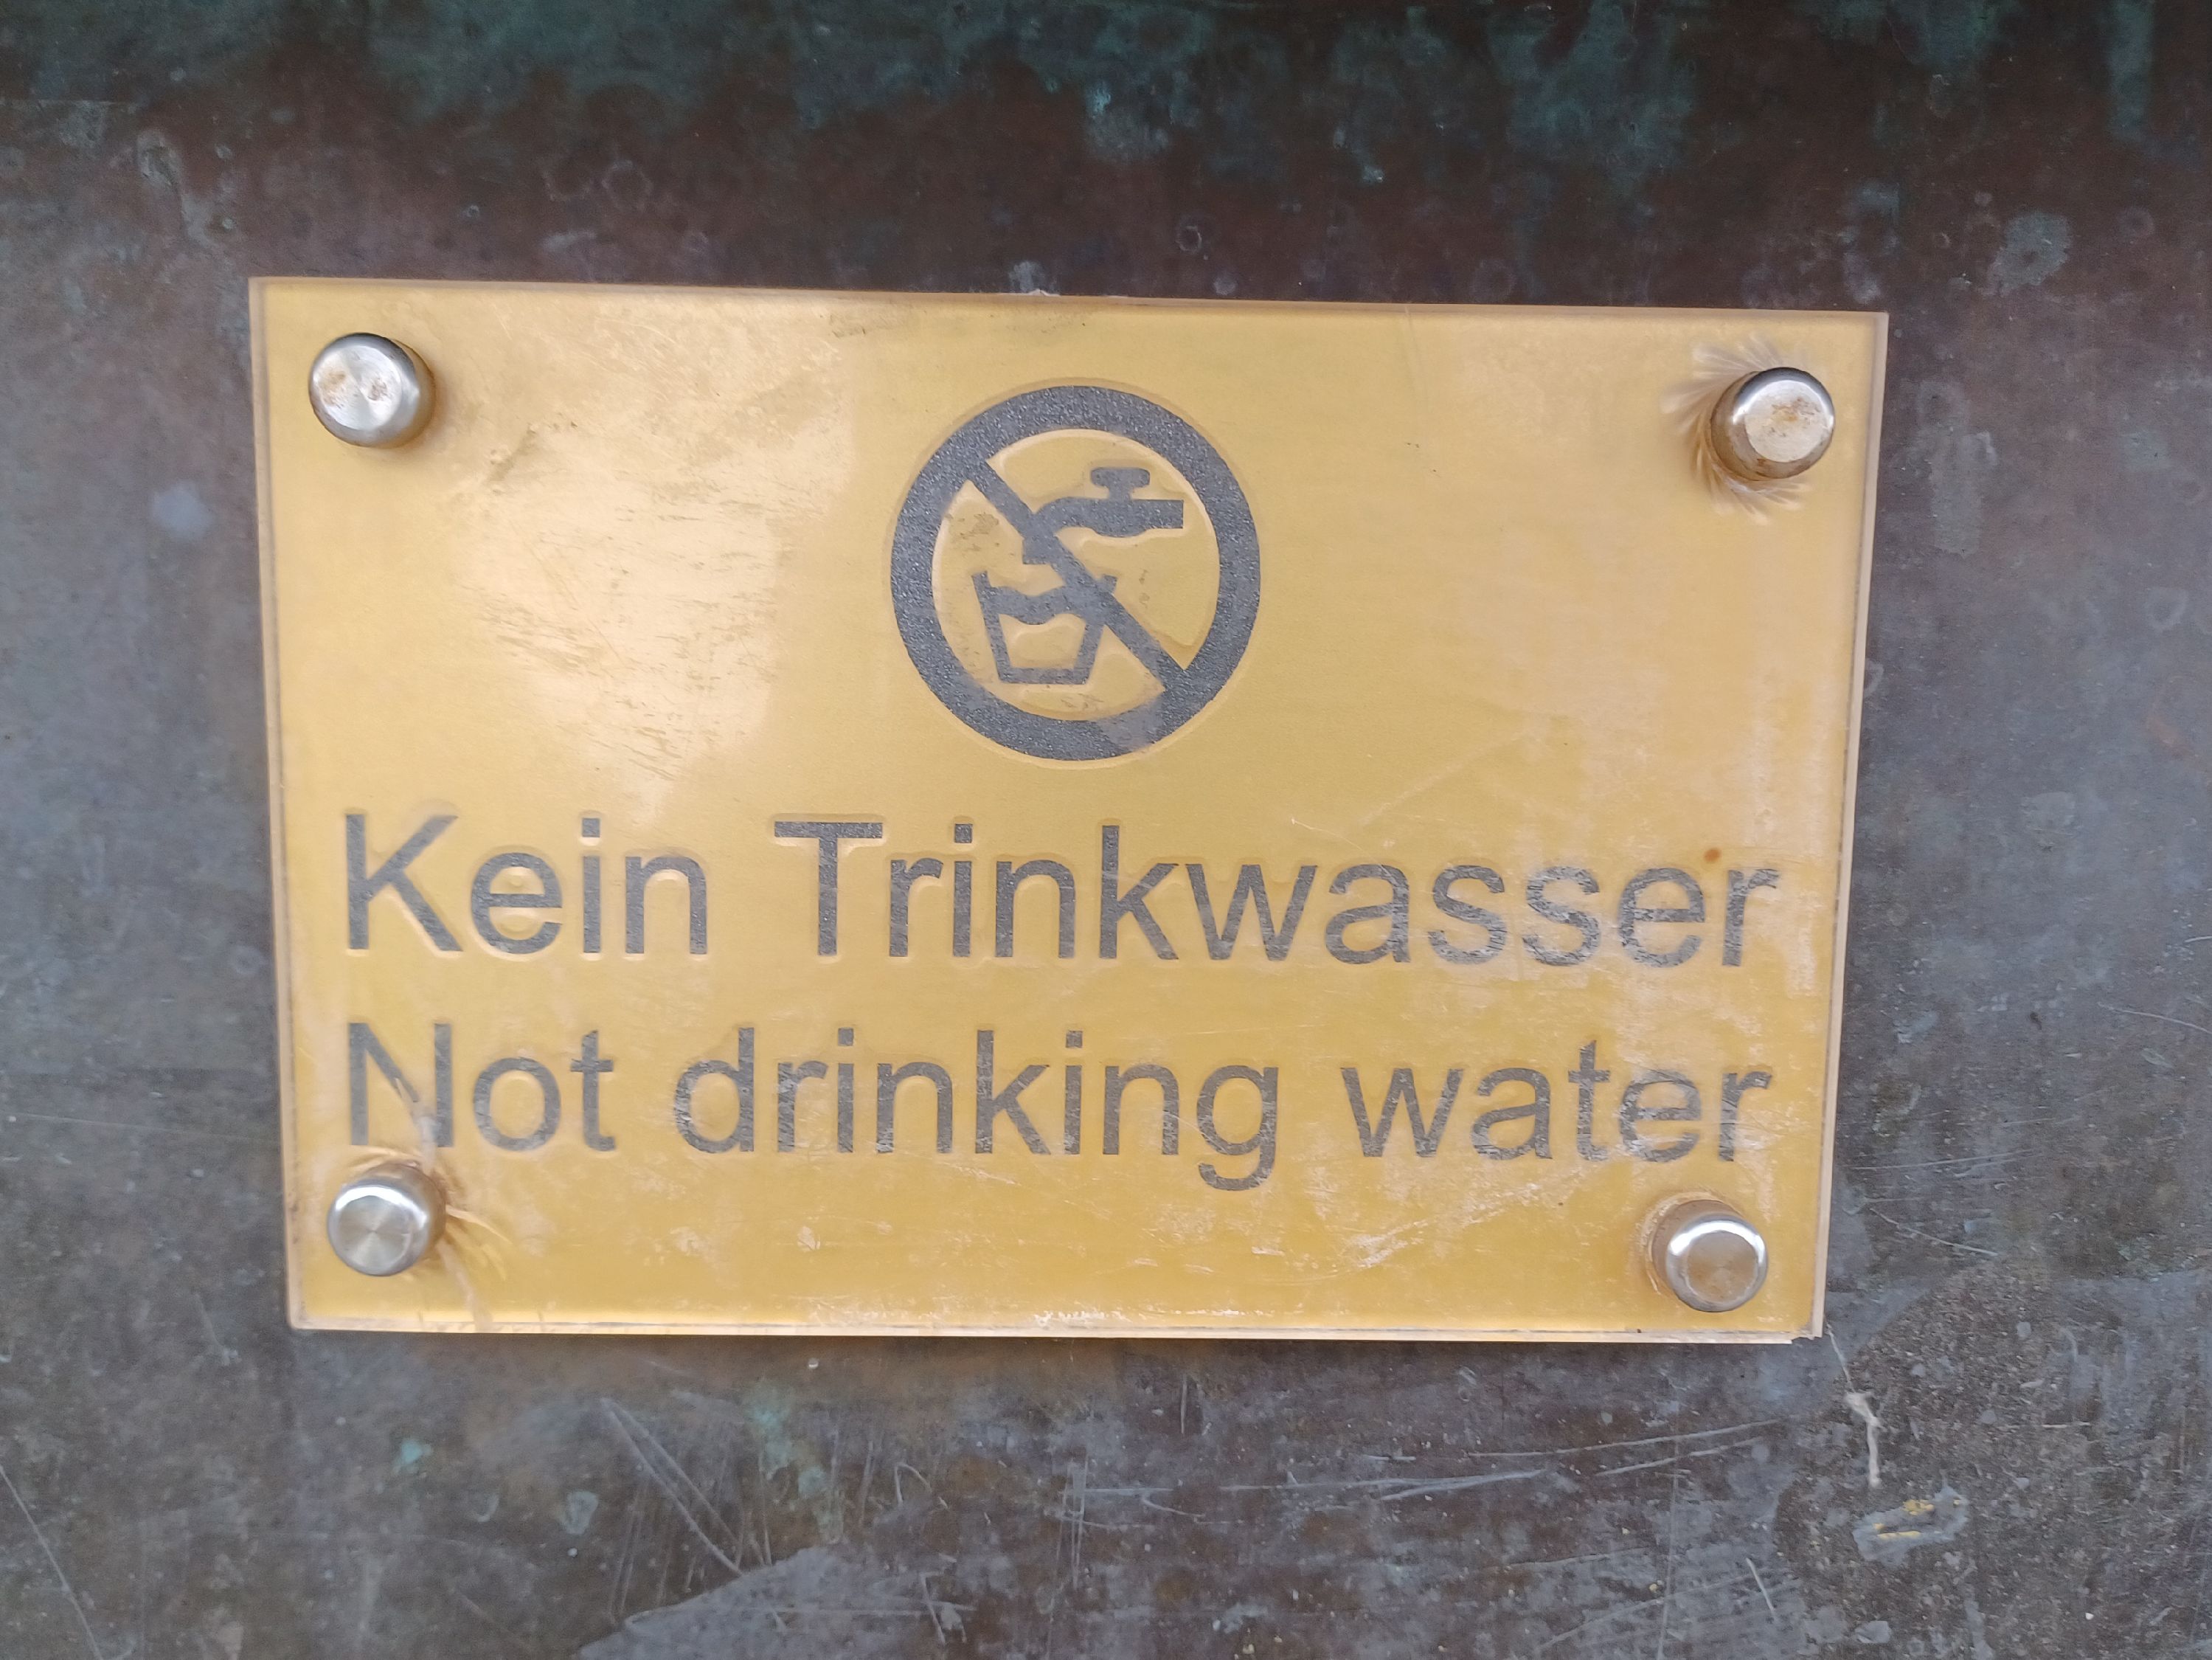 Kein Trinkwasser
Not drinking water